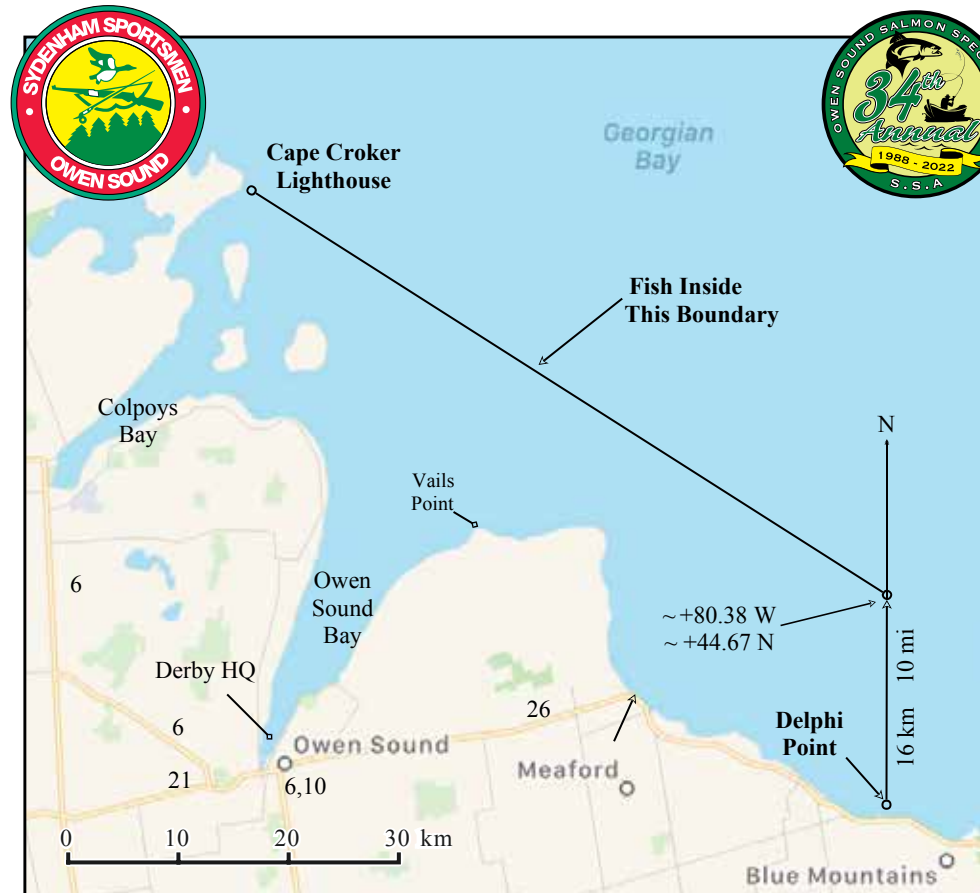 SYDENHAM SPORTSMEN
OWEN SOUND
OWEN SOUND SALMON SPEC
34th
Annual
1988 - 2022
S.S.A
Georgian
Bay
Cape Croker
Lighthouse
Fish Inside
This Boundary
Colpoys
Bay
N
Vails
Point
6
Owen
Sound
Bay
~ +80.38 W
~ +44.67 N
10 mi
16 km
Derby HQ
6
26
Delphi
Point
Owen Sound
21
6,10
Meaford
0 10 20 30 km
Blue Mountains